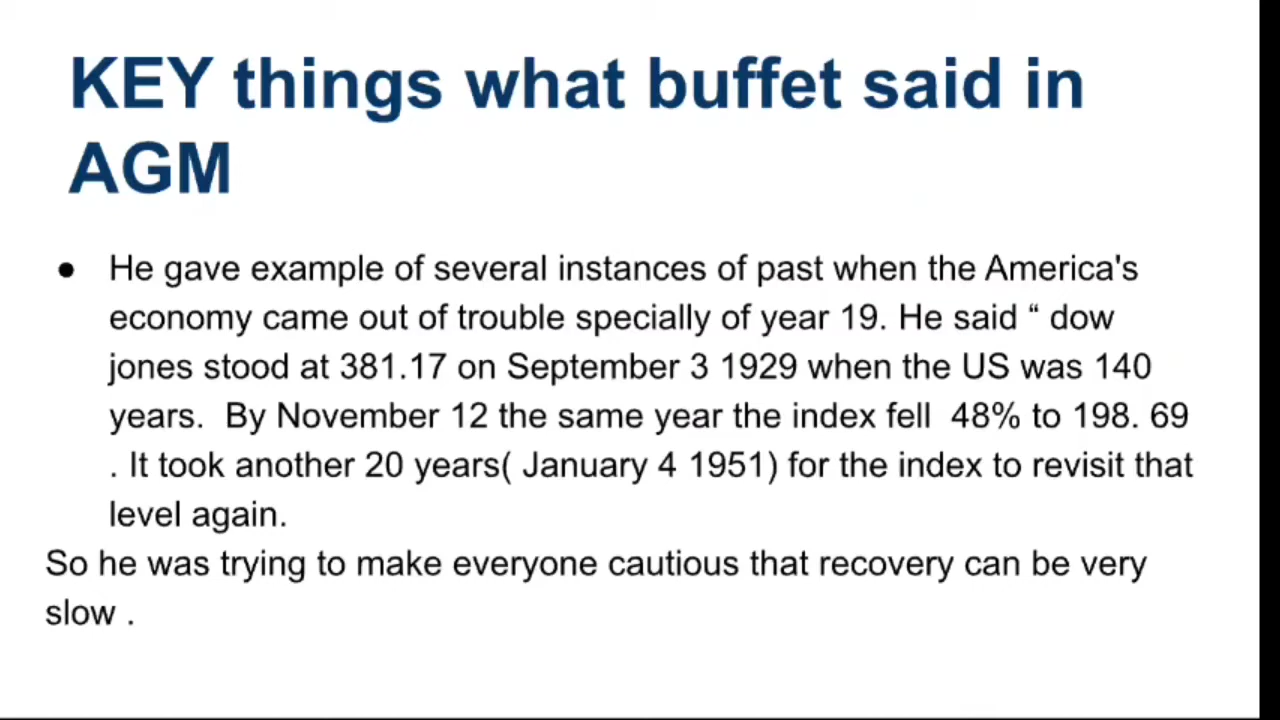 KEY things what buffet said in
AGM
● He gave example of several instances of past when the America's
economy came out of trouble specially of year 19. He said “ dow
jones stood at 381.17 on September 3 1929 when the US was 140
years.  By November 12 the same year the index fell  48% to 198. 69
. It took another 20 years( January 4 1951) for the index to revisit that
level again.
So he was trying to make everyone cautious that recovery can be very
slow .